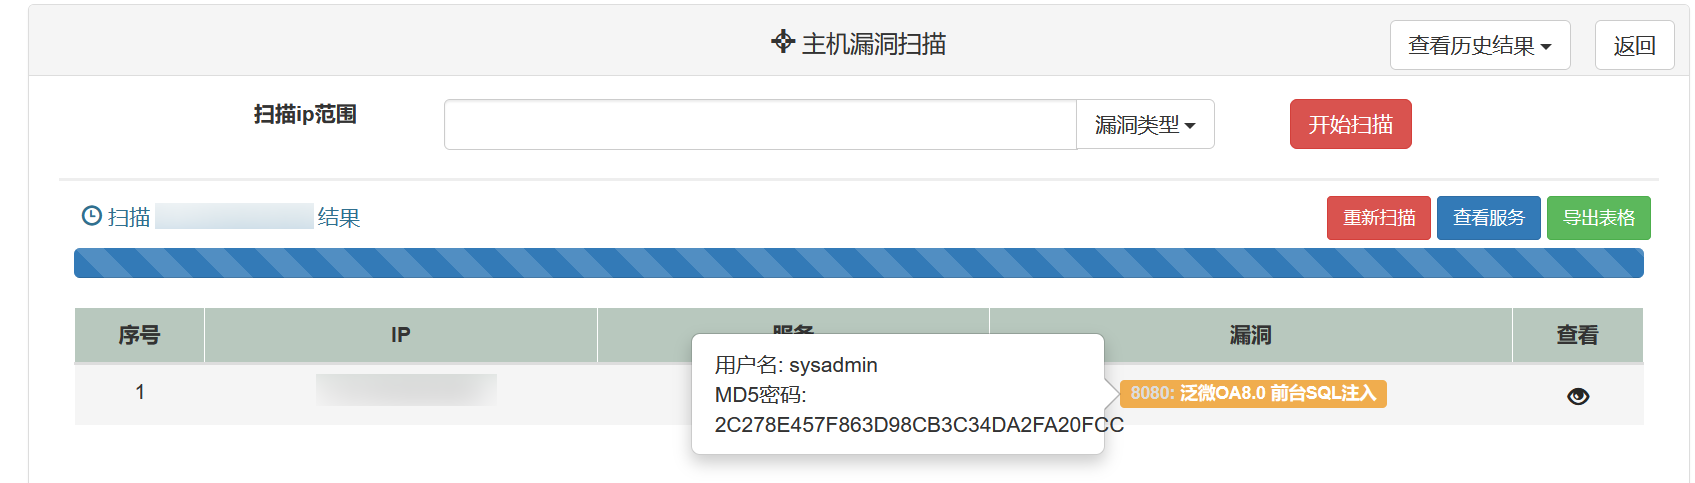 主机漏洞扫描
查看历史结果
返回
扫描ip范围
漏洞类型
开始扫描
扫描 结果
重新扫描
查看服务
导出表格
序号 IP 服务 漏洞 查看
用户名: sysadmin
MD5密码:
2C278E457F863D98CB3C34DA2FA20FCC
1
8080: 泛微OA8.0 前台SQL注入